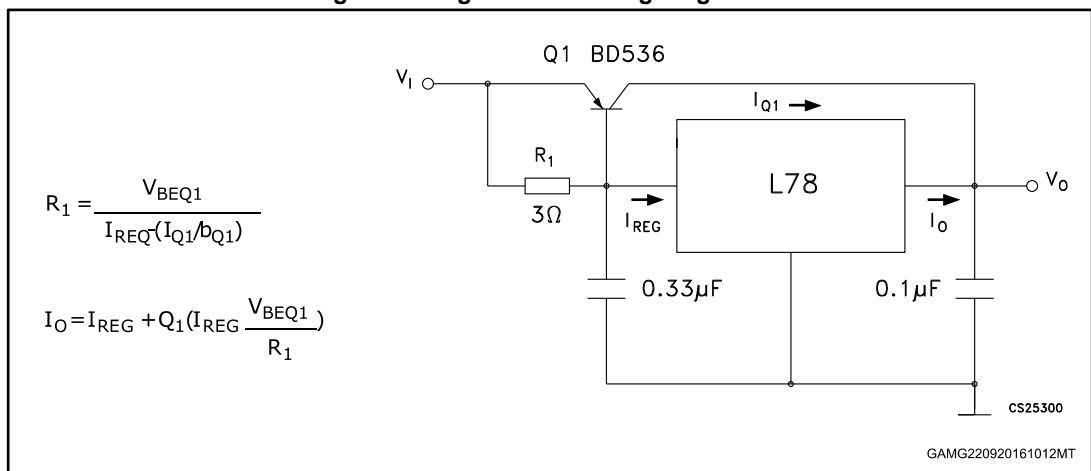 Q1 BD536
V_I
I_Q1
R_1
L78
V_O
3Ω
I_REG
I_O
0.33µF
0.1µF
R_1 = V_BEQ1 / I_REQ-(I_Q1/b_Q1)
I_O = I_REG + Q_1(I_REG V_BEQ1 / R_1)
CS25300
GAMG220920161012MT